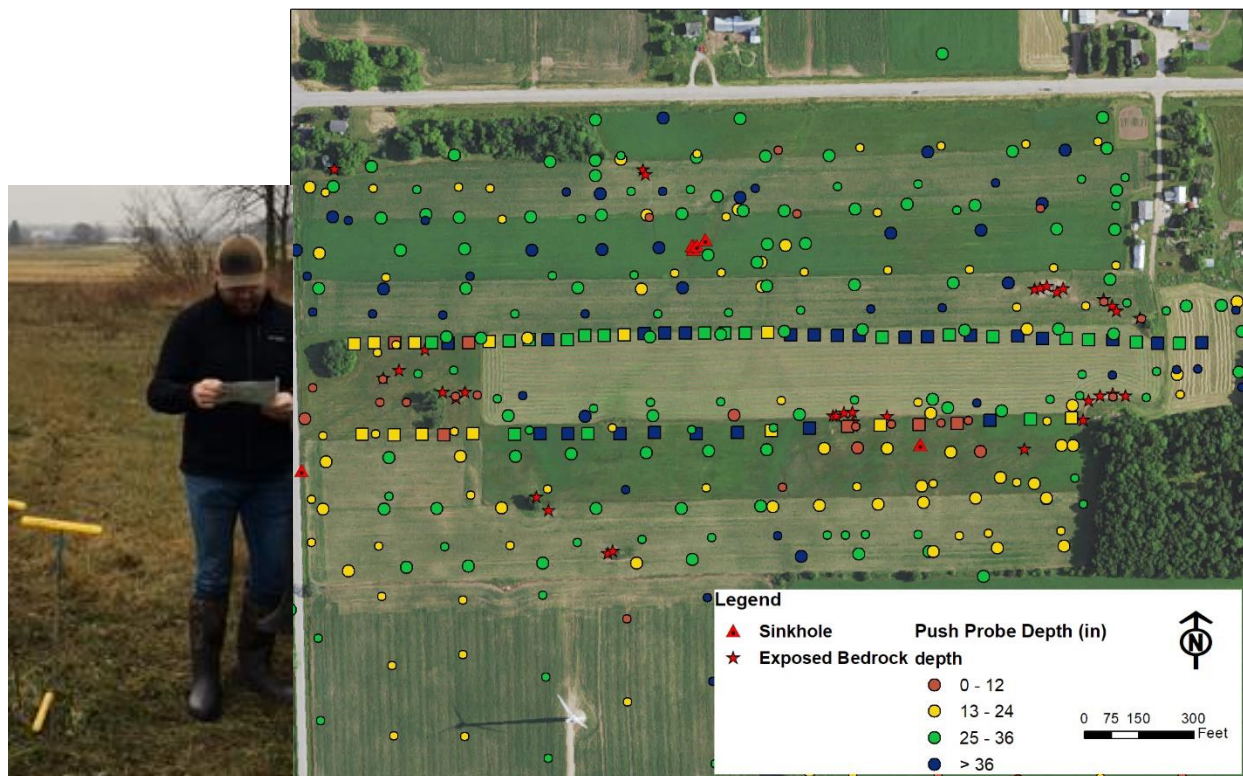 Legend
Sinkhole
Exposed Bedrock
Push Probe Depth (in)
depth
0 - 12
13 - 24
25 - 36
> 36
N
0 75 150 300
Feet